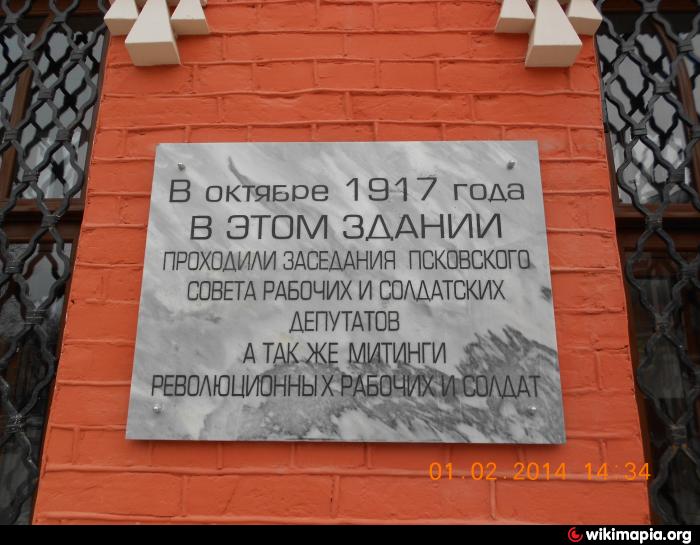 В октябре 1917 года
В ЭТОМ ЗДАНИИ
ПРОХОДИЛИ ЗАСЕДАНИЯ ПСКОВСКОГО
СОВЕТА РАБОЧИХ И СОЛДАТСКИХ
ДЕПУТАТОВ
А ТАК ЖЕ МИТИНГИ
РЕВОЛЮЦИОННЫХ РАБОЧИХ И СОЛДАТ
01.02.2014 14:34
wikimapia.org